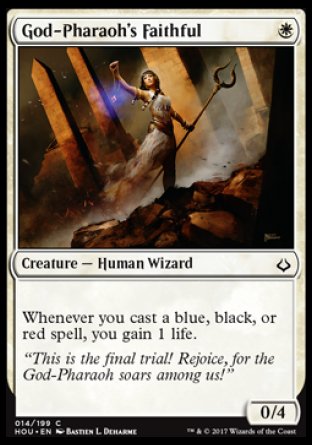 God-Pharaoh's Faithful
Creature — Human Wizard
Whenever you cast a blue, black, or
red spell, you gain 1 life.
"This is the final trial! Rejoice, for the
God-Pharaoh soars among us!"
0/4
014/199 C
HOU • EN Bastien L. Deharme
™ & © 2017 Wizards of the Coast